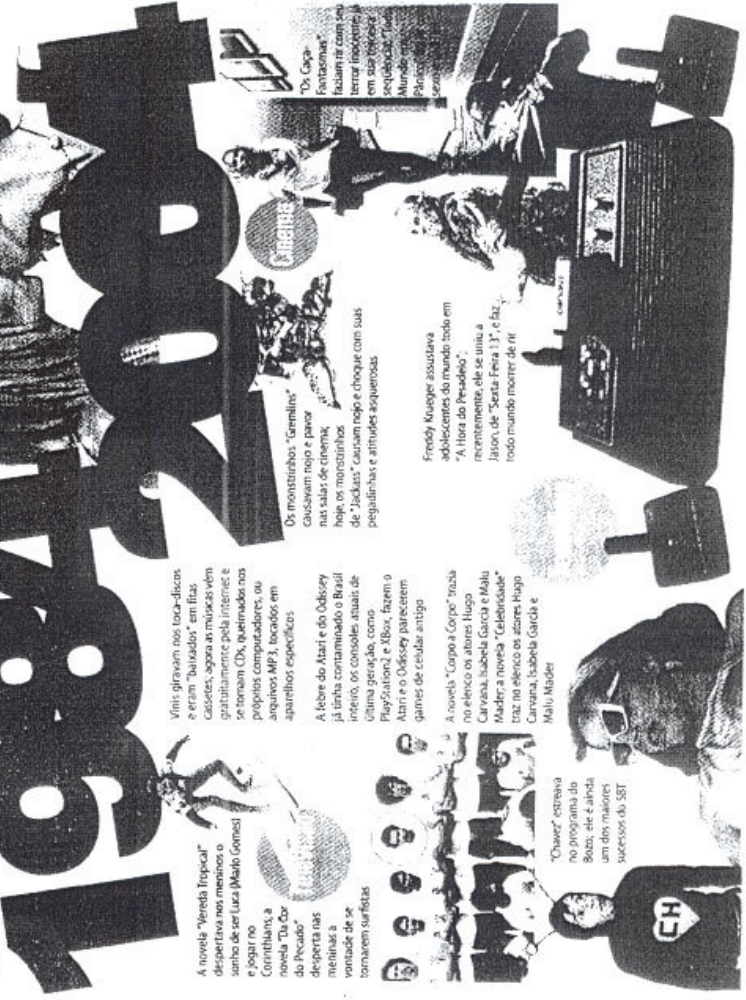 1984
2004
A novela "Vereda Tropical"
despertava nos meninos o
sonho de ser Luca (Mario Gomes)
e jogar no
Corinthians; a
novela "Da Cor
do Pecado"
desperta nas
meninas a
vontade de se
tornarem surfistas
Vinis giravam nos toca-discos
e eram "baixados" em fitas
cassetes; agora as músicas vêm
gratuitamente pela internet e
se tornam CDs, queimados nos
próprios computadores, ou
arquivos MP3, tocados em
aparelhos específicos
A febre do Atari e do Odissey
já tinha contaminado o Brasil
inteiro, os consoles atuais de
última geração, como
PlayStation2 e XBox, fazem o
Atari e o Odissey parecerem
games de celular antigo
A novela "Corpo a Corpo" trazia
no elenco os atores Hugo
Carvana, Isabela Garcia e Malu
Mader; a novela "Celebridade"
traz no elenco os atores Hugo
Carvana, Isabela Garcia e
Malu Mader
"Chavez" estreava
no programa do
Bozo; ele é ainda
um dos maiores
sucessos do SBT
CH
Os monstrinhos "Gremlins"
causavam nojo e pavor
nas salas de cinema;
hoje, os monstrinhos
de "Jackass" causam nojo e choque com suas
pegadinhas e atitudes asquerosas
Cinema
Freddy Krueger assustava
adolescentes do mundo todo em
"A Hora do Pesadelo";
recentemente, ele se uniu a
Jason, de "Sexta-Feira 13", e faz
todo mundo morrer de rir
"Os Caça-
Fantasmas"
faziam rir com seu
terror inocente; já
em sua terceira
sequência, "Todo
Mundo em